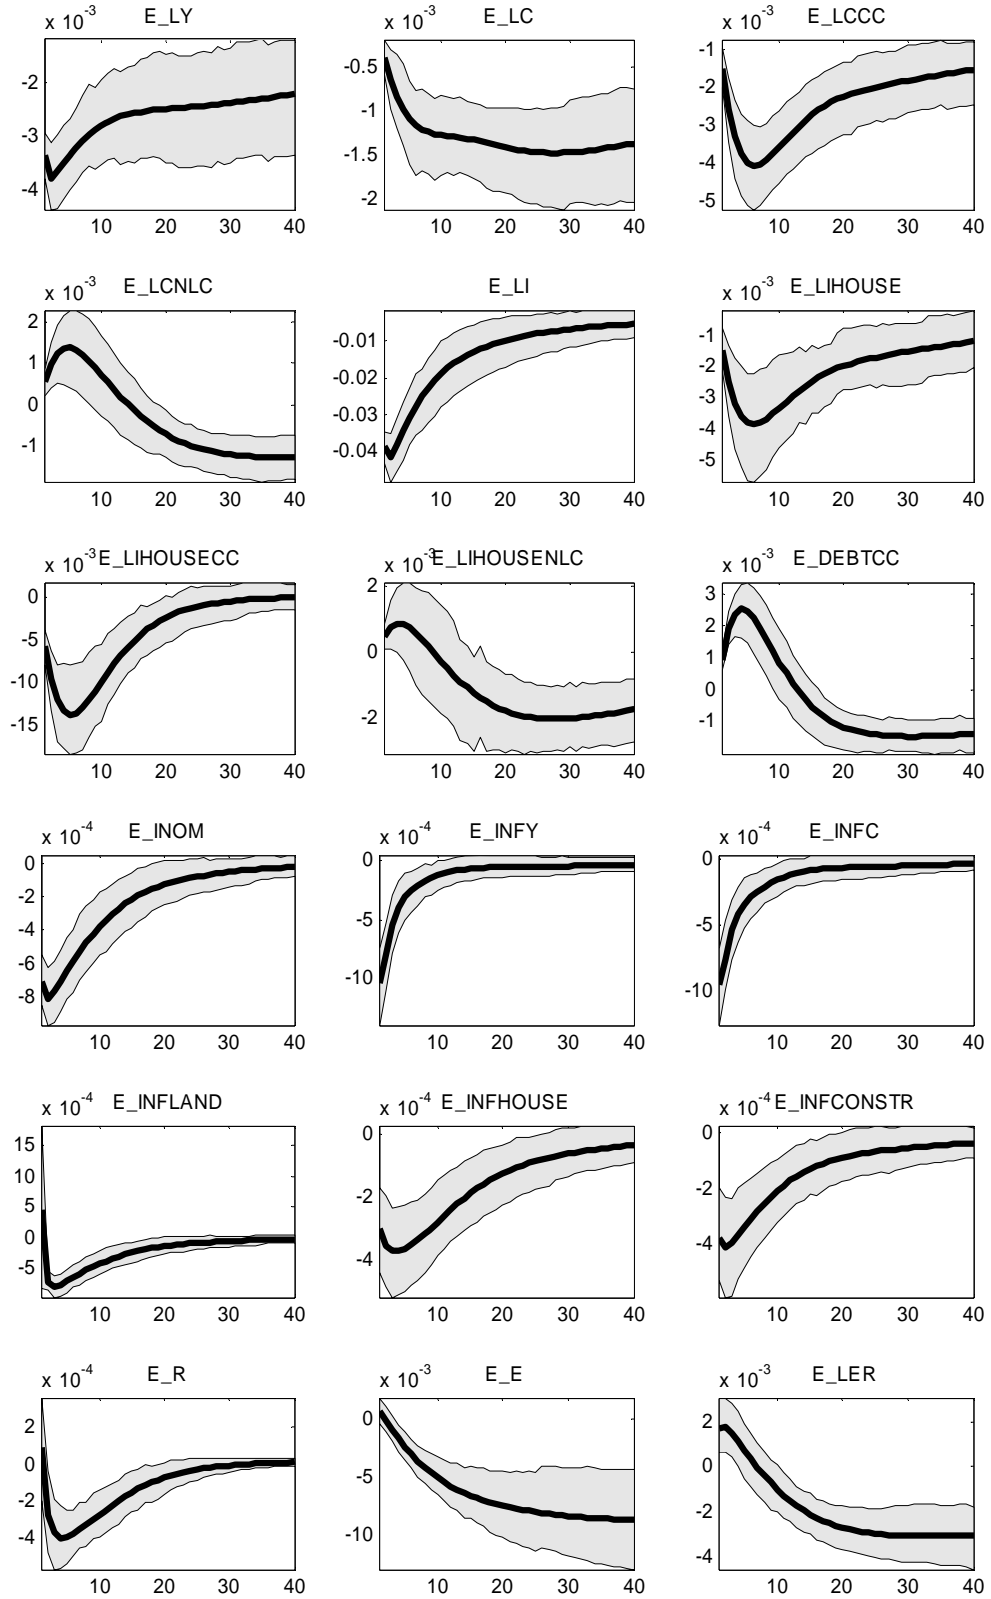 x 10-3 E_LY
-2
-3
-4
10 20 30 40
x 10-3 E_LC
-0.5
-1
-1.5
-2
10 20 30 40
x 10-3 E_LCCC
-1
-2
-3
-4
-5
10 20 30 40
x 10-3 E_LCNLC
2
1
0
-1
10 20 30 40
E_LI
-0.01
-0.02
-0.03
-0.04
10 20 30 40
x 10-3 E_LIHOUSE
-1
-2
-3
-4
-5
10 20 30 40
x 10-3 E_LIHOUSECC
0
-5
-10
-15
10 20 30 40
x 10-3 E_LIHOUSENLC
2
0
-2
10 20 30 40
x 10-3 E_DEBTCC
3
2
1
0
-1
10 20 30 40
x 10-4 E_INOM
0
-2
-4
-6
-8
10 20 30 40
x 10-4 E_INFY
0
-5
-10
10 20 30 40
x 10-4 E_INFC
0
-5
-10
10 20 30 40
x 10-4 E_INFLAND
15
10
5
0
-5
10 20 30 40
x 10-4 E_INFHOUSE
0
-2
-4
10 20 30 40
x 10-4 E_INFCONSTR
0
-2
-4
10 20 30 40
x 10-4 E_R
2
0
-2
-4
10 20 30 40
x 10-3 E_E
0
-5
-10
10 20 30 40
x 10-3 E_LER
2
0
-2
-4
10 20 30 40